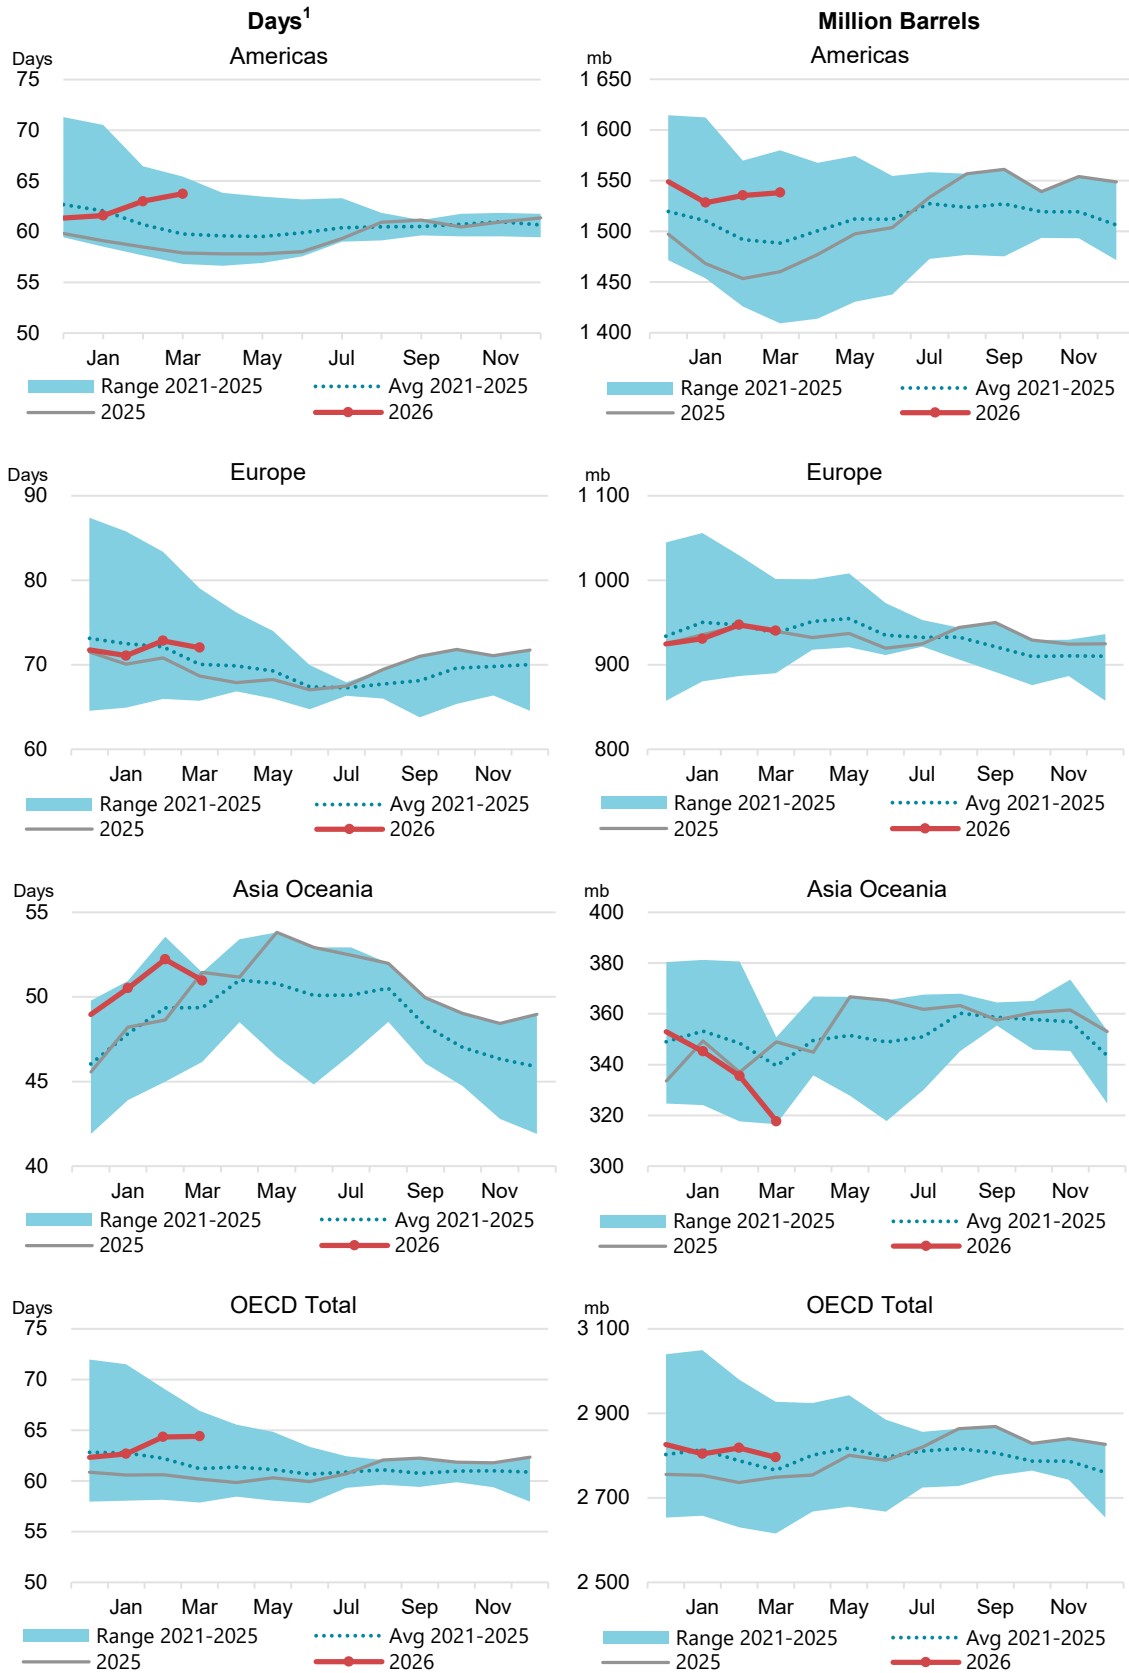 Days¹ Million Barrels
Days Americas
75
70
65
60
55
50
Jan Mar May Jul Sep Nov
Range 2021-2025 Avg 2021-2025
2025 2026
mb Americas
1 650
1 600
1 550
1 500
1 450
1 400
Jan Mar May Jul Sep Nov
Range 2021-2025 Avg 2021-2025
2025 2026
Days Europe
90
80
70
60
Jan Mar May Jul Sep Nov
Range 2021-2025 Avg 2021-2025
2025 2026
mb Europe
1 100
1 000
900
800
Jan Mar May Jul Sep Nov
Range 2021-2025 Avg 2021-2025
2025 2026
Days Asia Oceania
55
50
45
40
Jan Mar May Jul Sep Nov
Range 2021-2025 Avg 2021-2025
2025 2026
mb Asia Oceania
400
380
360
340
320
300
Jan Mar May Jul Sep Nov
Range 2021-2025 Avg 2021-2025
2025 2026
Days OECD Total
75
70
65
60
55
50
Jan Mar May Jul Sep Nov
Range 2021-2025 Avg 2021-2025
2025 2026
mb OECD Total
3 100
2 900
2 700
2 500
Jan Mar May Jul Sep Nov
Range 2021-2025 Avg 2021-2025
2025 2026